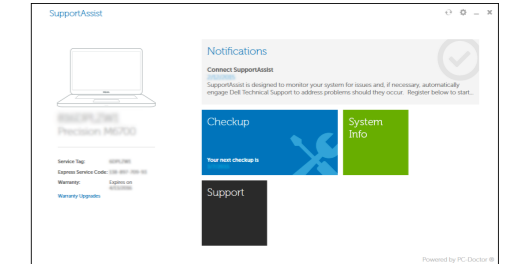 SupportAssist
Notifications
Connect SupportAssist
SupportAssist is designed to monitor your system for issues and, if necessary, automatically
engage Dell Technical Support to address problems should they occur. Register below to start...
Precision M6700
Checkup
System
Info
Service Tag:
Express Service Code:
Warranty:
Expires on
Warranty Upgrades
Your next checkup is
Support
Powered by PC-Doctor ®